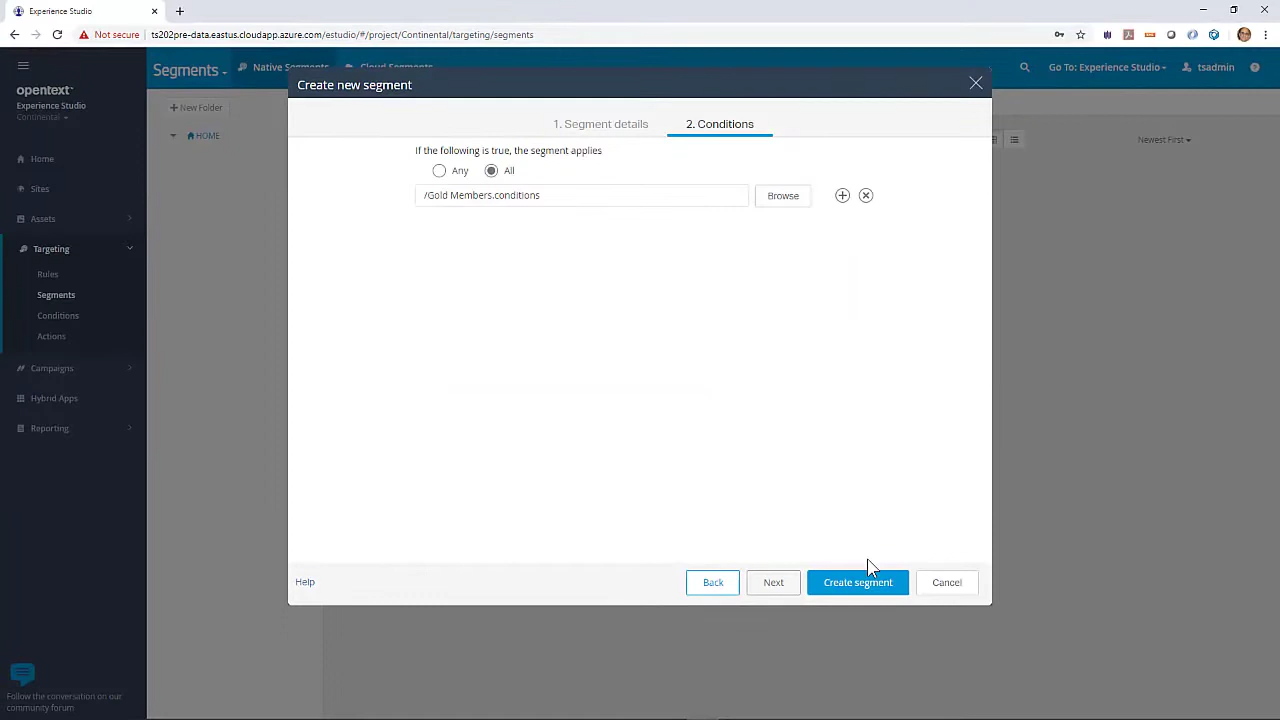 Experience Studio
Not secure
ts202pre-data.eastus.cloudapp.azure.com/estudio/#/project/Continental/targeting/segments
opentext™
Experience Studio
Continental
Home
Sites
Assets
Targeting
Rules
Segments
Conditions
Actions
Campaigns
Hybrid Apps
Reporting
Follow the conversation on our
community forum
Segments
Native Segments
Cloud Segments
Go To: Experience Studio
tsadmin
New Folder
HOME
Newest First
Create new segment
1. Segment details
2. Conditions
If the following is true, the segment applies
Any
All
/Gold Members.conditions
Browse
Help
Back
Next
Create segment
Cancel